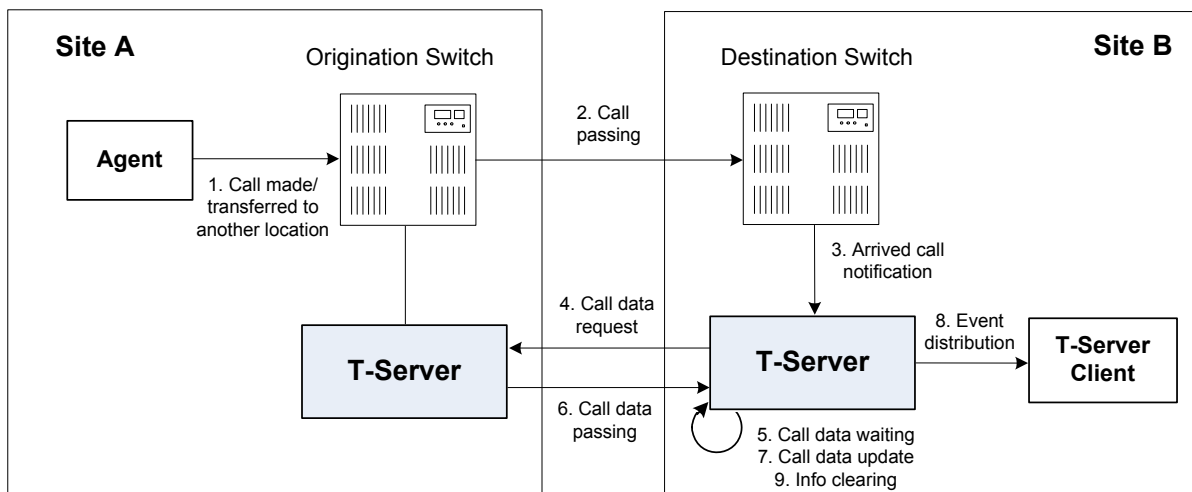 Site A
Origination Switch
Agent
1. Call made/
transferred to
another location
2. Call
passing
Site B
Destination Switch
3. Arrived call
notification
4. Call data
request
T-Server
6. Call data
passing
T-Server
8. Event
distribution
T-Server
Client
5. Call data waiting
7. Call data update
9. Info clearing